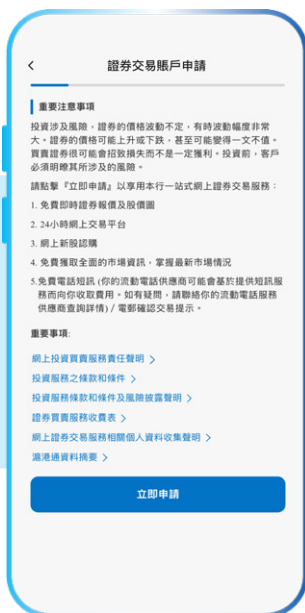 證券交易賬戶申請
重要注意事項
投資涉及風險，證券的價格波動不定，有時波動幅度非常
大。證券的價格可能上升或下跌，甚至可能變得一文不值。
買賣證券很可能會招致損失而不是一定獲利。投資前，客戶
必須明瞭其所涉及的風險。
請點擊『立即申請』以享用本行一站式網上證券交易服務：
1. 免費即時證券報價及股價圖
2. 24小時網上交易平台
3. 網上新股認購
4. 免費獲取全面的市場資訊，掌握最新市場情況
5.免費電話短訊 (你的流動電話供應商可能會基於提供短訊服
務而向你收取費用。如有疑問，請聯絡你的流動電話服務
供應商查詢詳情) / 電郵確認交易提示。
重要事項:
網上投資買賣服務責任聲明
投資服務之條款和條件
投資服務條款和條件及風險披露聲明
證券買賣服務收費表
網上證券交易服務相關個人資料收集聲明
滬港通資料摘要
立即申請